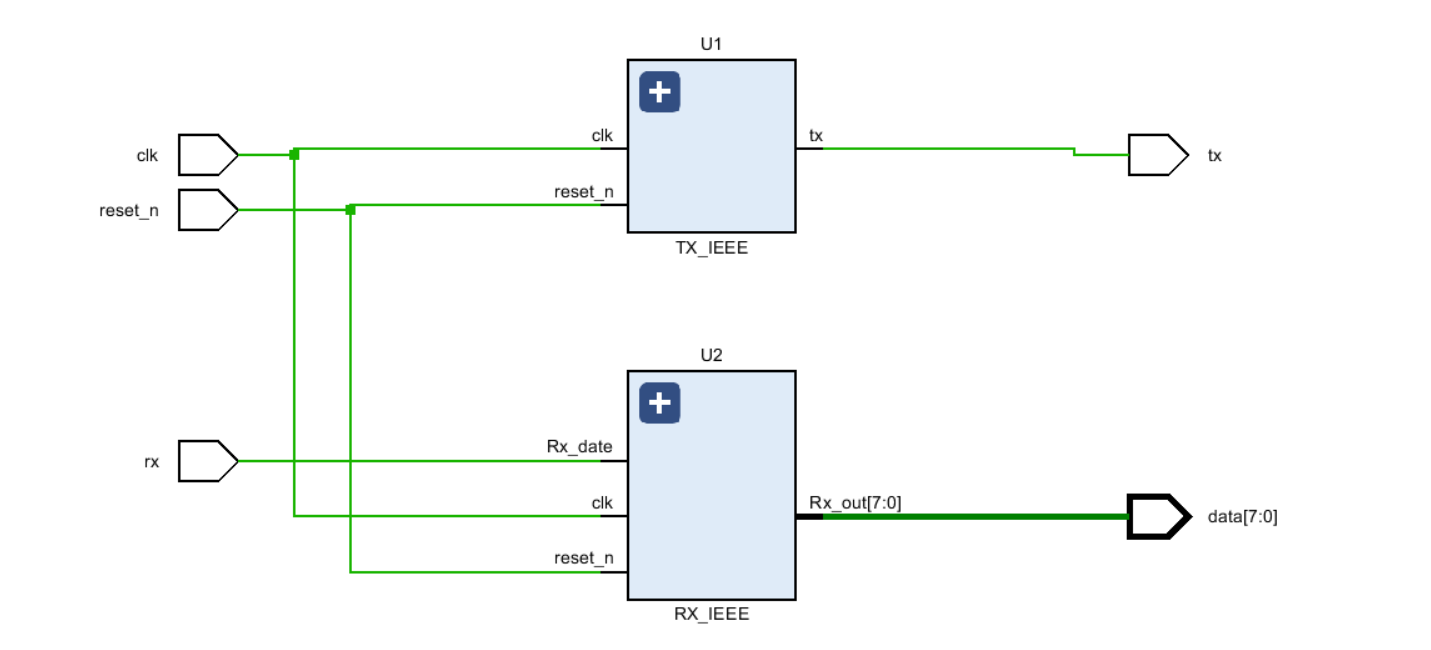 U1
clk
clk
tx
tx
reset_n
reset_n
TX_IEEE
U2
rx
Rx_date
clk
Rx_out[7:0]
data[7:0]
reset_n
RX_IEEE